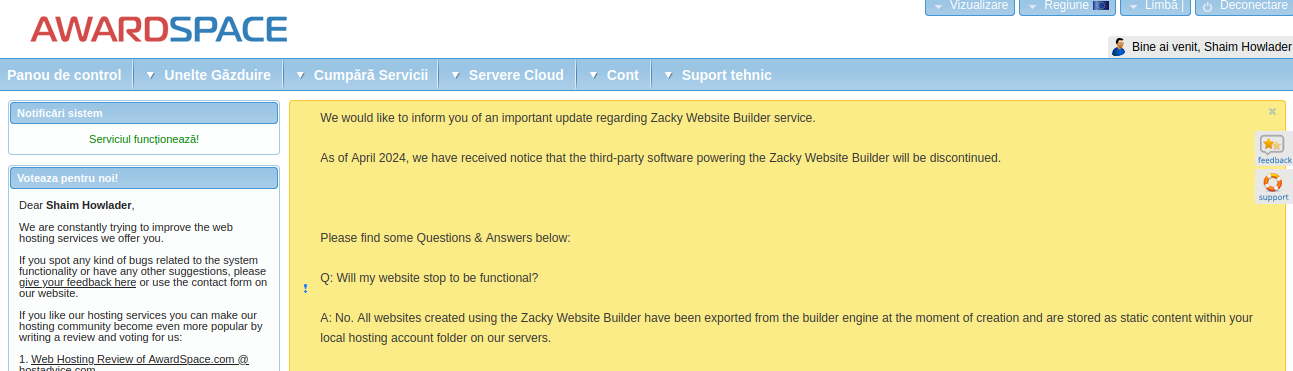 AWARDSPACE
Vizualizare
Regiune
Limbă |
Deconectare
Bine ai venit, Shaim Howlader
Panou de control
Unelte Găzduire
Cumpără Servicii
Servere Cloud
Cont
Suport tehnic
Notificări sistem
Serviciul funcționează!
Voteaza pentru noi!
Dear Shaim Howlader,
We are constantly trying to improve the web
hosting services we offer you.
If you spot any kind of bugs related to the system
functionality or have any other suggestions, please
give your feedback here or use the contact form on
our website.
If you like our hosting services you can make our
hosting community become even more popular by
writing a review and voting for us:
1. Web Hosting Review of AwardSpace.com @
hostadvice.com
We would like to inform you of an important update regarding Zacky Website Builder service.
As of April 2024, we have received notice that the third-party software powering the Zacky Website Builder will be discontinued.
Please find some Questions & Answers below:
Q: Will my website stop to be functional?
A: No. All websites created using the Zacky Website Builder have been exported from the builder engine at the moment of creation and are stored as static content within your
local hosting account folder on our servers.
feedback
support